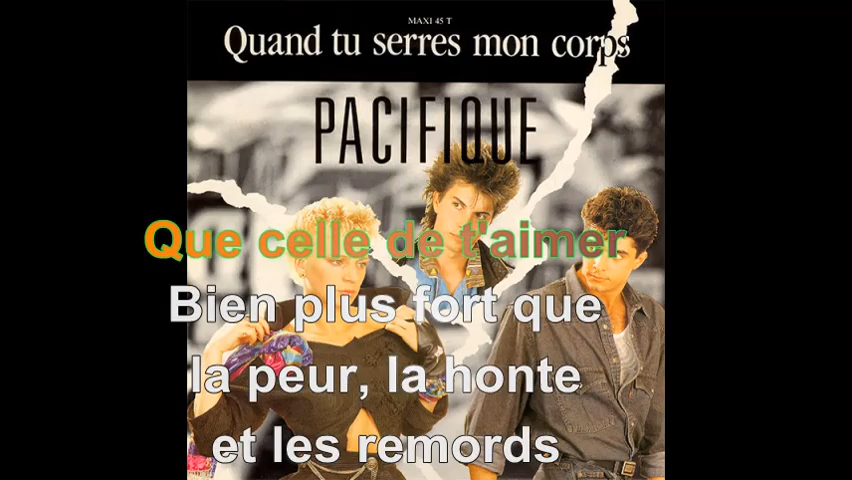 MAXI 45 T
Quand tu serres mon corps
PACIFIQUE
Que celle de t'aimer
Bien plus fort que
la peur, la honte
et les remords